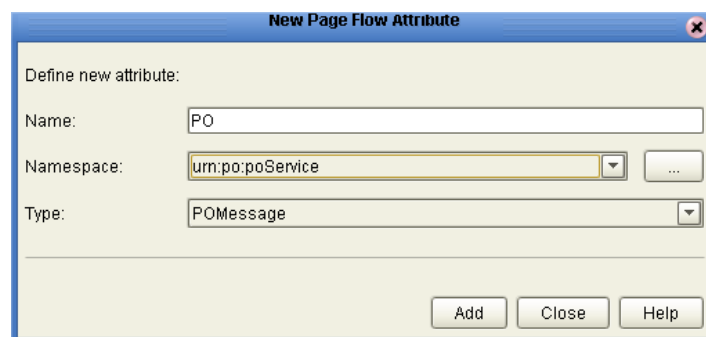 New Page Flow Attribute
Define new attribute:
Name: PO
Namespace: urn:po:poService ...
Type: POMessage
Add Close Help